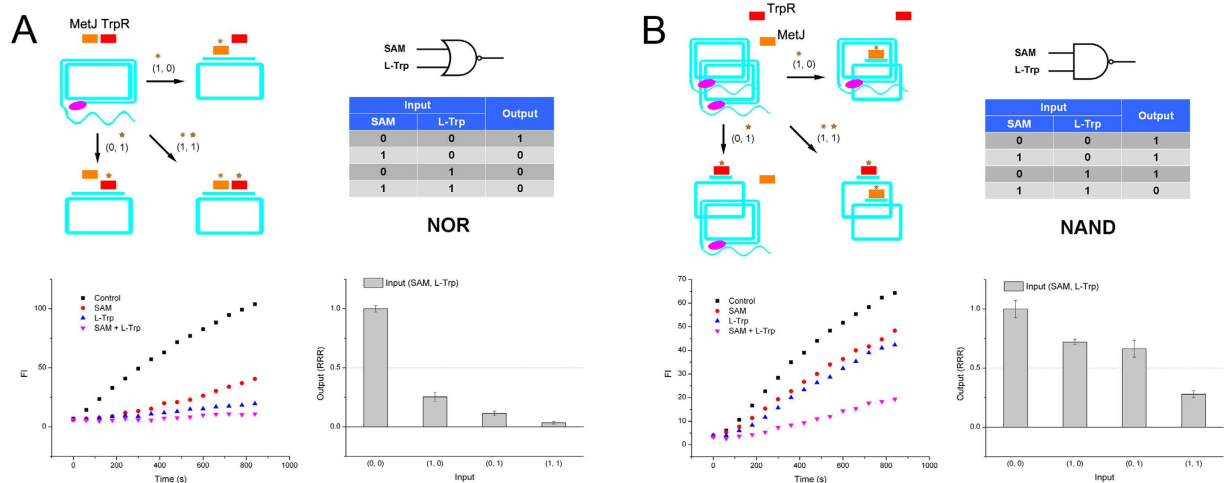 A
MetJ TrpR
(1, 0)
(0, 1)
(1, 1)
SAM
L-Trp
Input
Output
SAM L-Trp
0 0 1
1 0 0
0 1 0
1 1 0
NOR
100
50
0
FI
Control
SAM
L-Trp
SAM + L-Trp
0 200 400 600 800 1000
Time (s)
Input (SAM, L-Trp)
1.0
0.5
0.0
Output (RRR)
(0, 0) (1, 0) (0, 1) (1, 1)
Input
B
TrpR
MetJ
(1, 0)
(0, 1)
(1, 1)
SAM
L-Trp
Input
Output
SAM L-Trp
0 0 1
1 0 1
0 1 1
1 1 0
NAND
70
60
50
40
30
20
10
0
FI
Control
SAM
L-Trp
SAM + L-Trp
0 200 400 600 800 1000
Time (s)
Input (SAM, L-Trp)
1.0
0.5
0.0
Output (RRR)
(0, 0) (1, 0) (0, 1) (1, 1)
Input